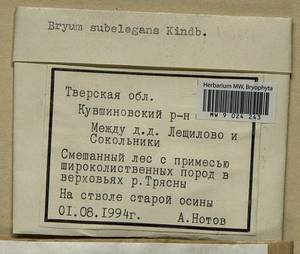 Bryum subelegans Kindb.
Herbarium MW, Bryophyta
MW 9 024 243
Тверская обл.
Кувшиновский р-н
Между д.д. Лещилово и
Сокольники
Смешанный лес с примесью
широколиственных пород в
верховьях р.Трясны
На стволе старой осины
01.08.1994г. А.Нотов